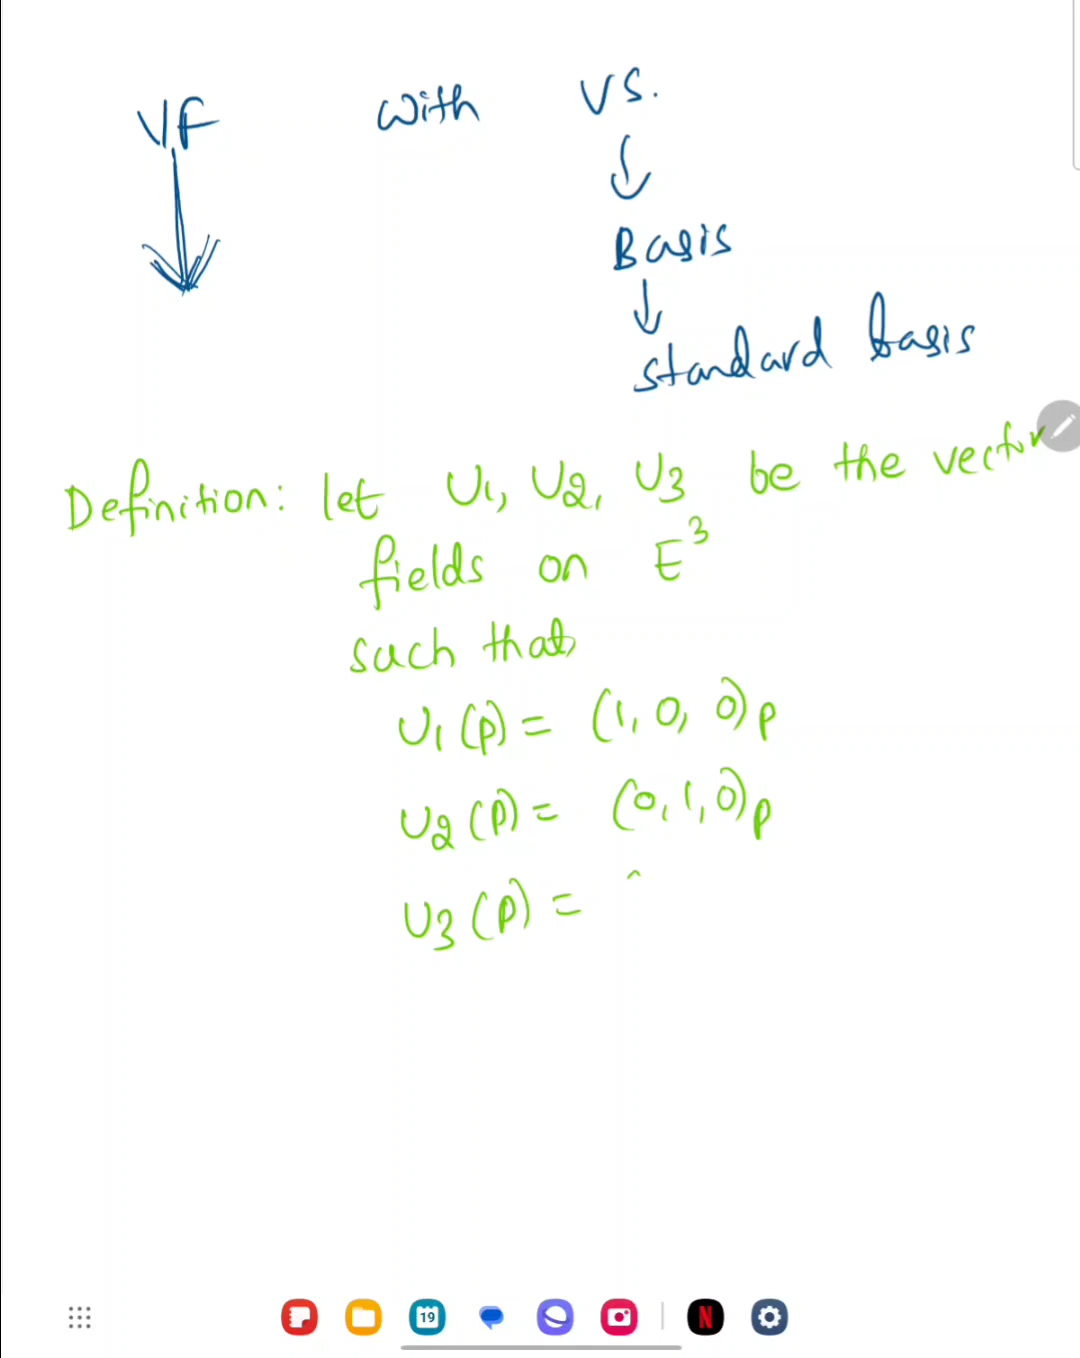 VF with VS.
Basis
standard basis
Definition: let U1, U2, U3 be the vector
fields on E³
such that
U1(p) = (1, 0, 0)p
U2(p) = (0, 1, 0)p
U3(p) =
19
N